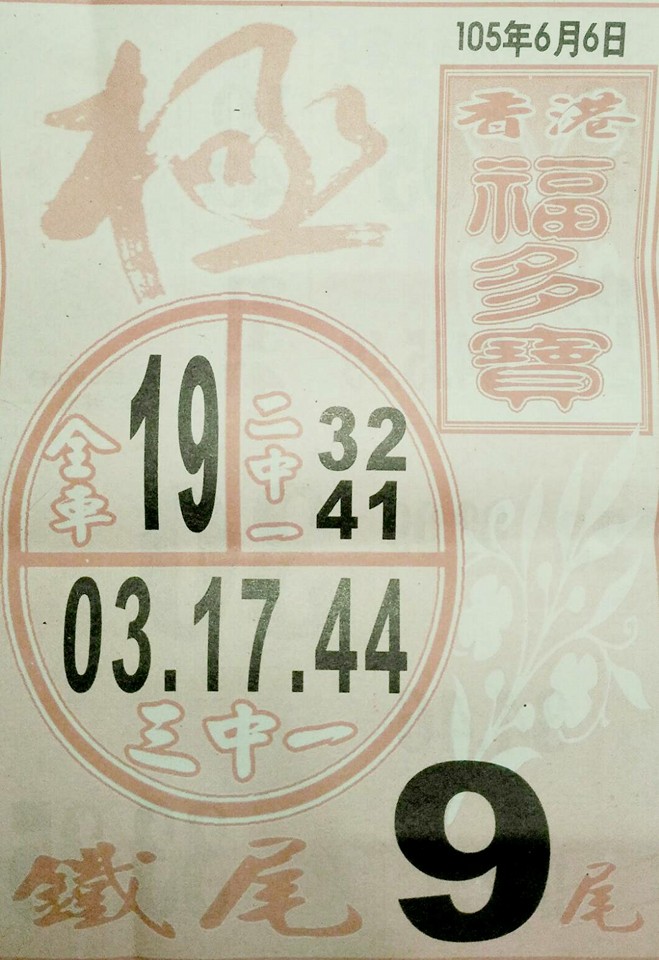 105年6月6日
極
香港
福多寶
全車
19
二中一
32
41
03.17.44
三中一
鐵尾 9 尾